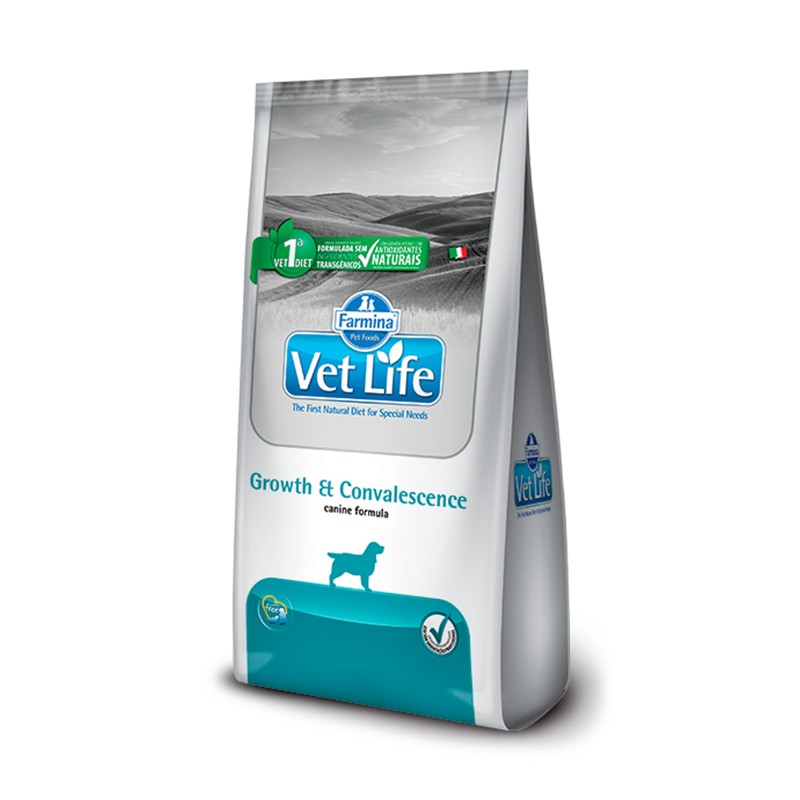 1ª
VET DIET
FORMULADA SEM
INGREDIENTES
TRANSGÊNICOS
ANTIOXIDANTES
NATURAIS
Farmina
Pet Foods
Vet Life
The First Natural Diet for Special Needs
Growth & Convalescence
canine formula
Farmina
Vet Life